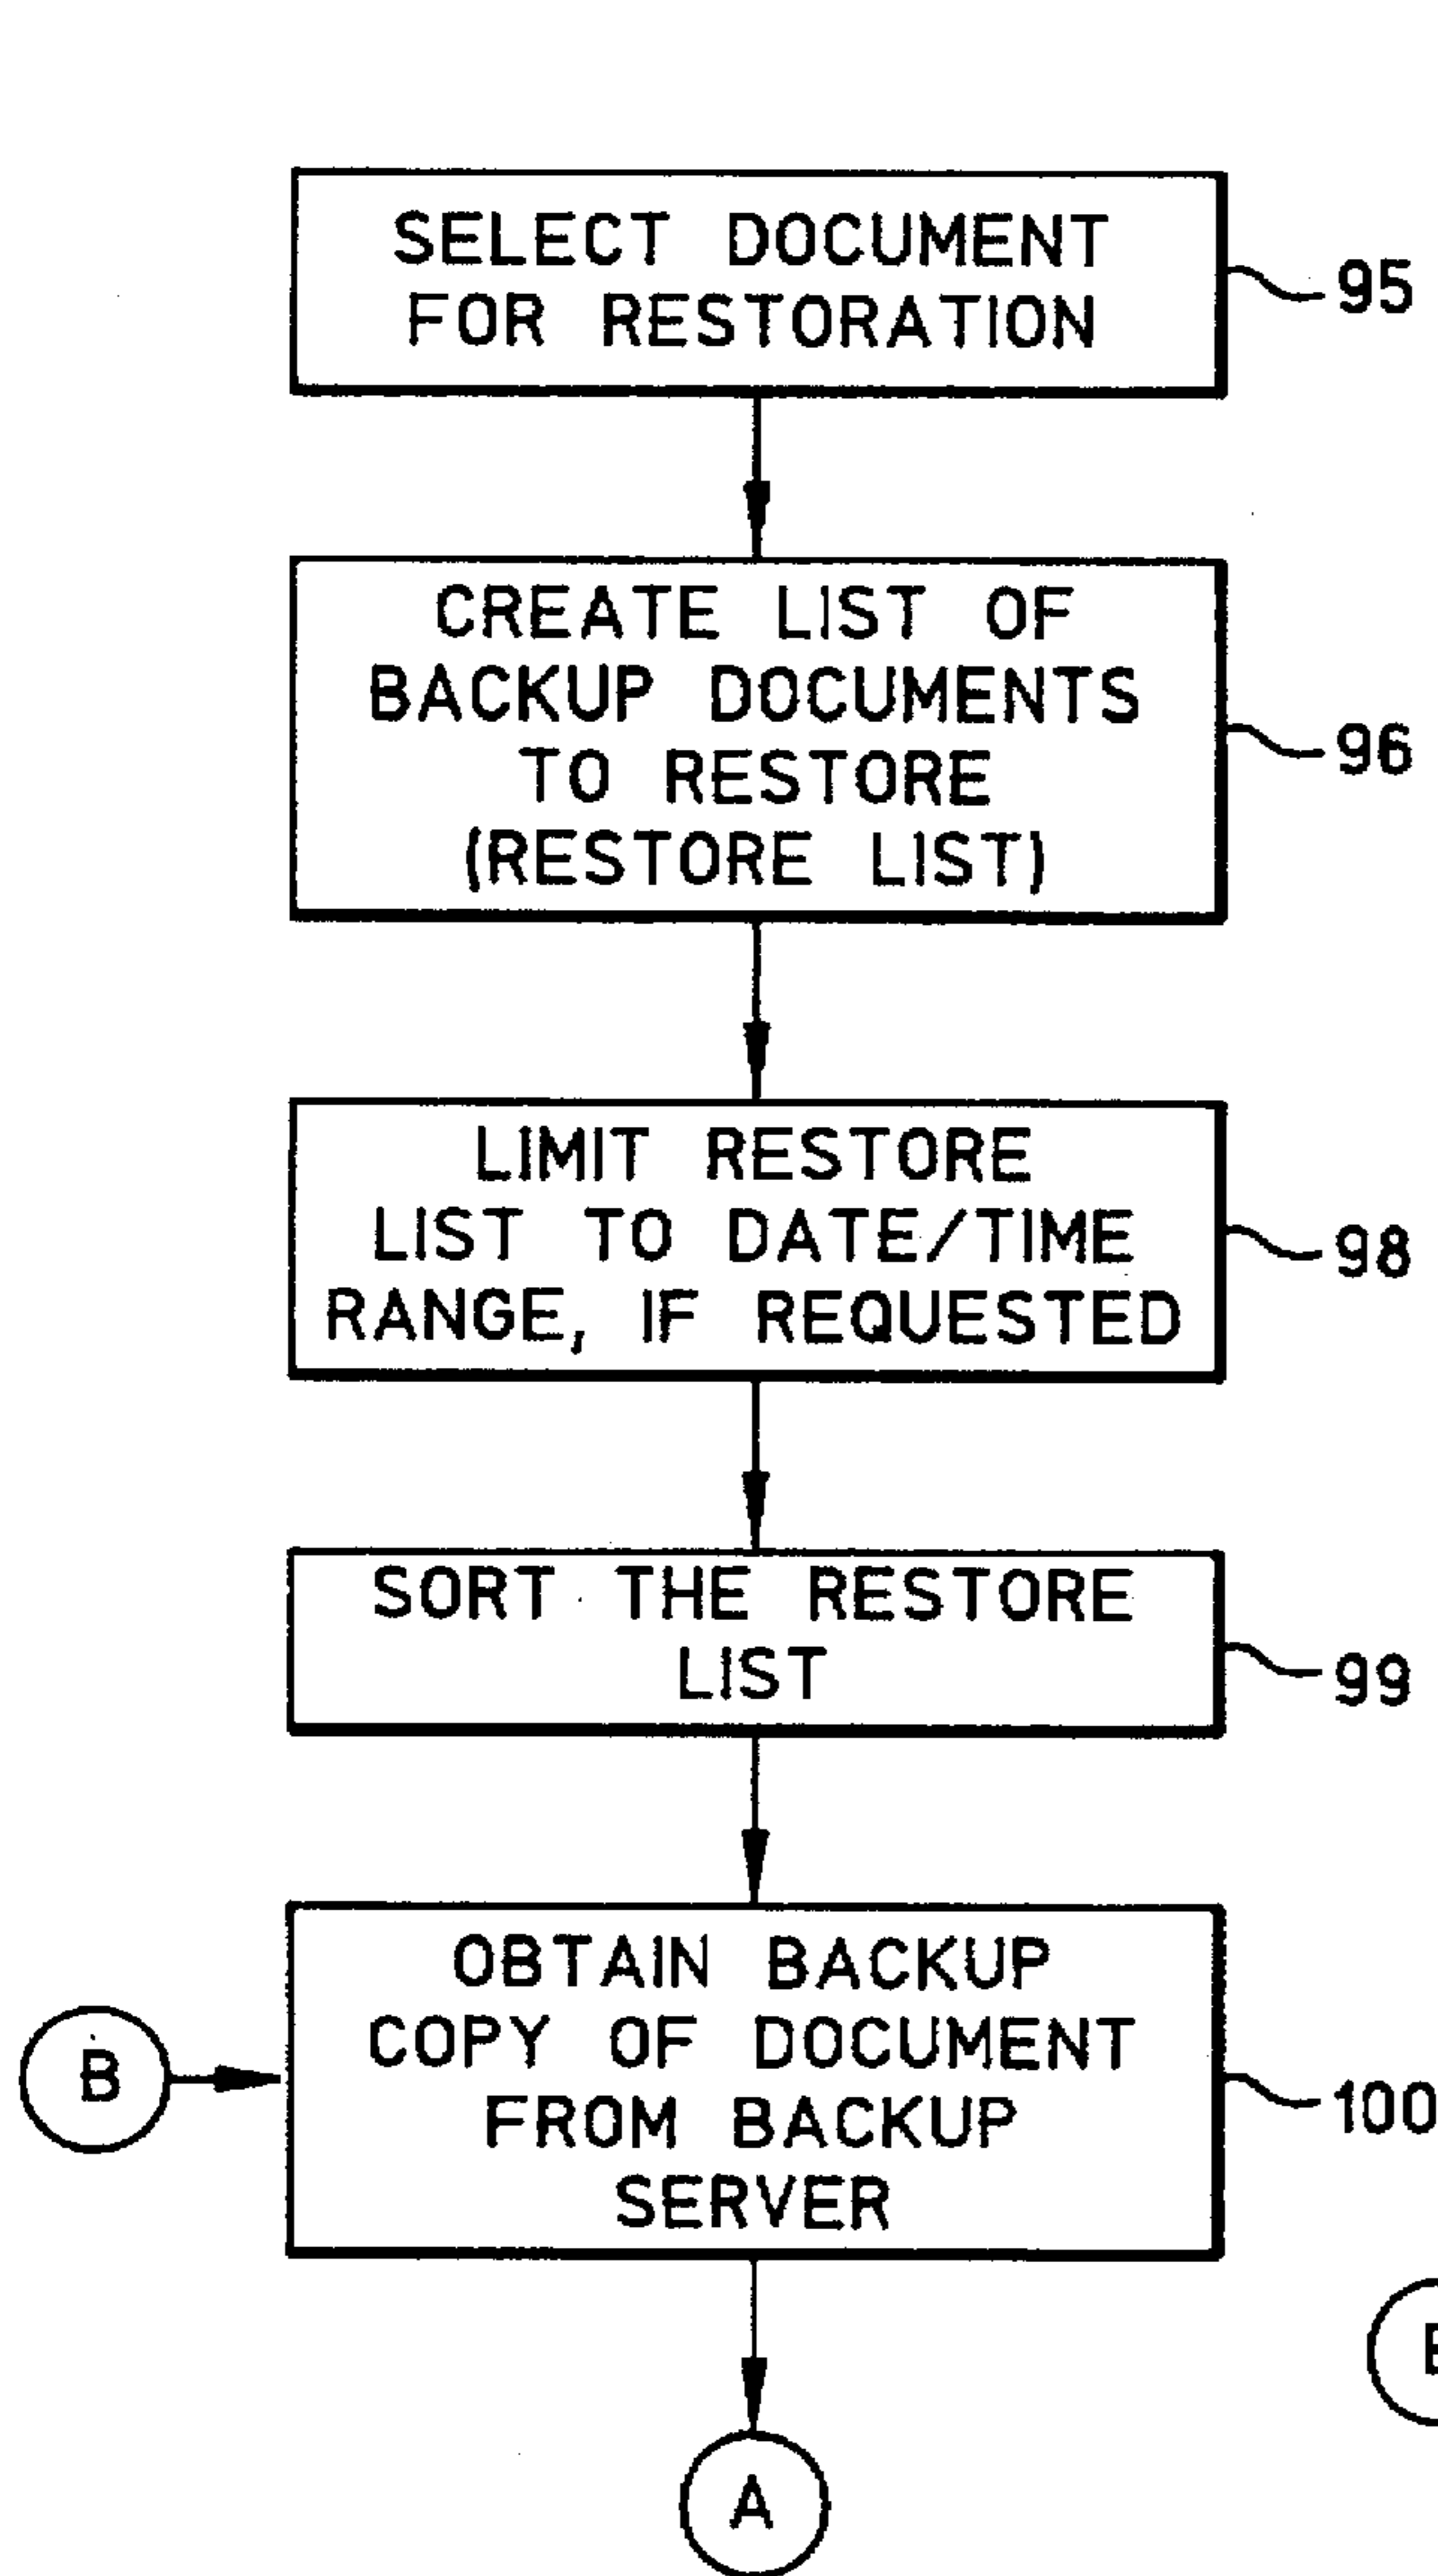 SELECT DOCUMENT
FOR RESTORATION
95
CREATE LIST OF
BACKUP DOCUMENTS
TO RESTORE
(RESTORE LIST)
96
LIMIT RESTORE
LIST TO DATE/TIME
RANGE, IF REQUESTED
98
SORT THE RESTORE
LIST
99
OBTAIN BACKUP
COPY OF DOCUMENT
FROM BACKUP
SERVER
100
B
A